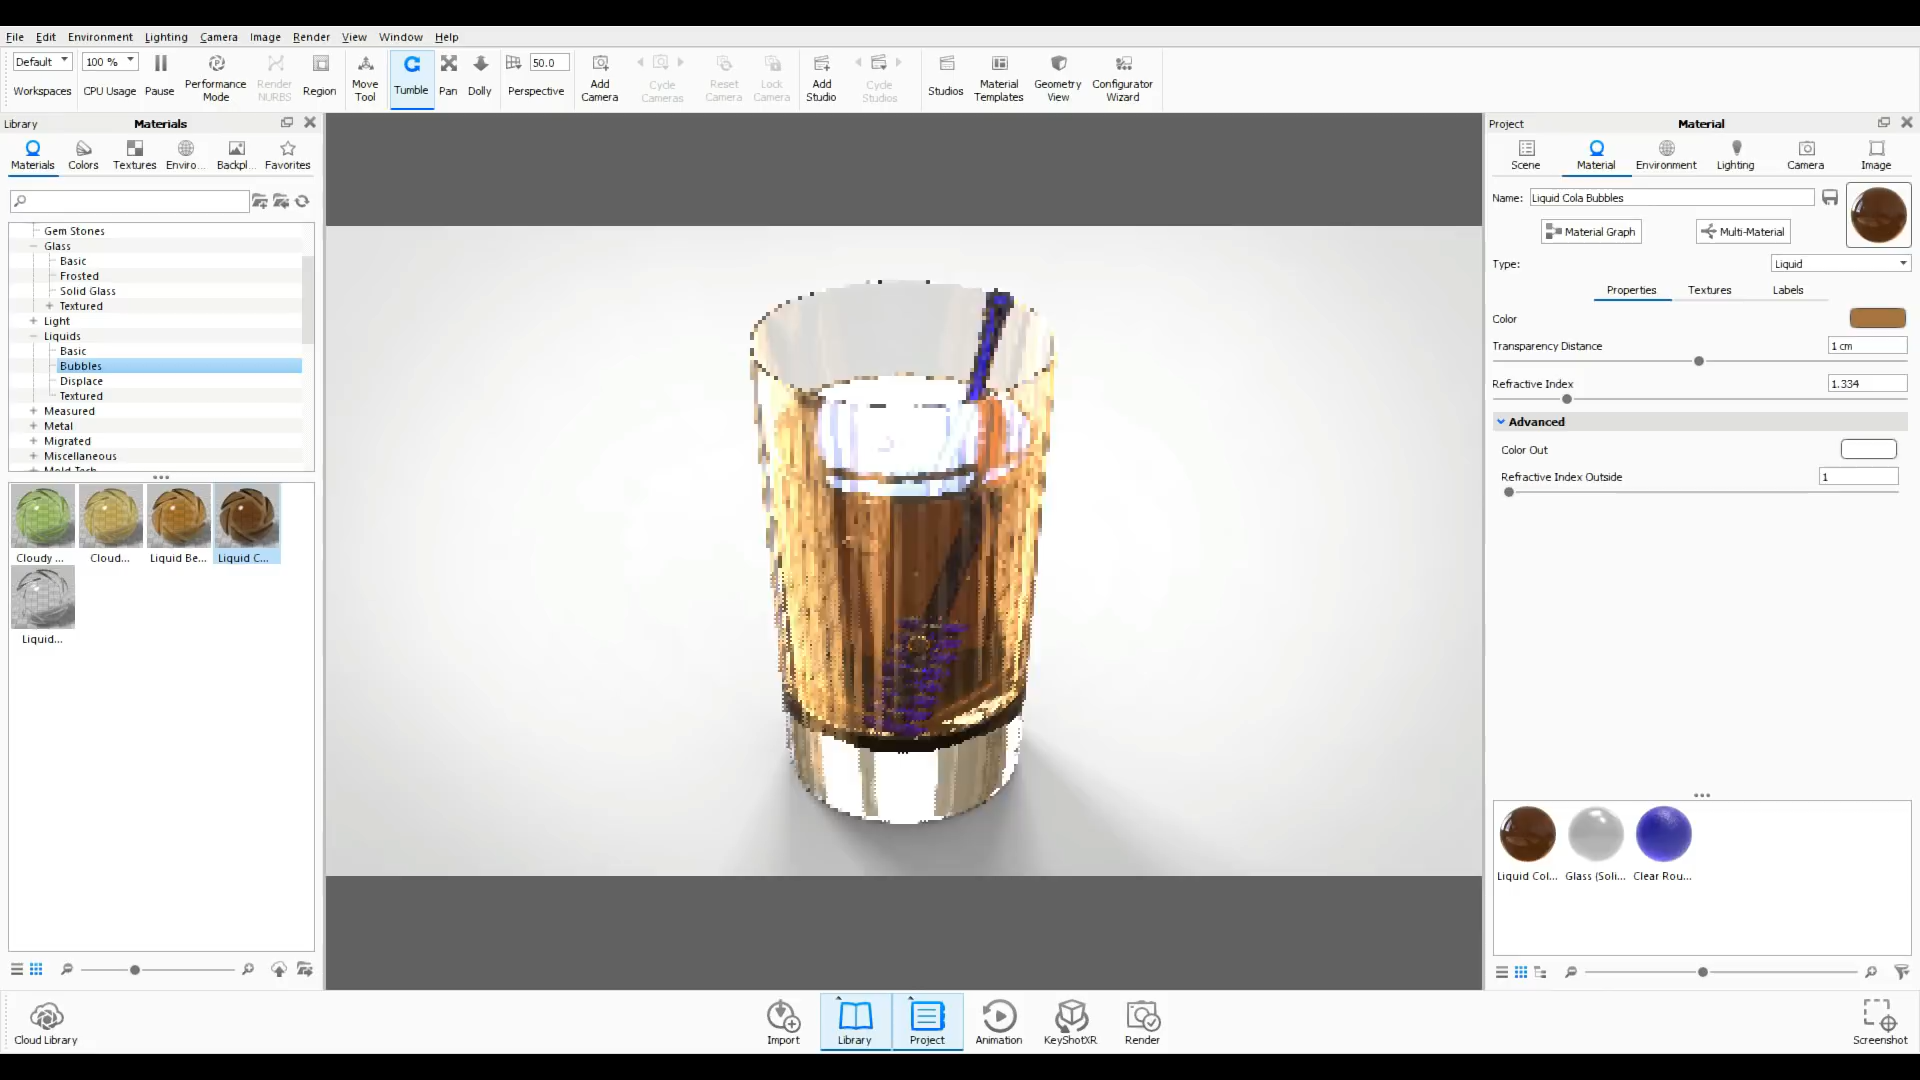 File Edit Environment Lighting Camera Image Render View Window Help
Default 100 % 50.0
Workspaces CPU Usage Pause Performance Mode Render NURBS Region Move Tool Tumble Pan Dolly Perspective Add Camera Cycle Cameras Reset Camera Lock Camera Add Studio Cycle Studios Studios Material Templates Geometry View Configurator Wizard
Library Materials
Materials Colors Textures Enviro... Backpl... Favorites
Gem Stones
Glass
Basic
Frosted
Solid Glass
Textured
Light
Liquids
Basic
Bubbles
Displace
Textured
Measured
Metal
Migrated
Miscellaneous
Mold-Tech
Cloudy ... Cloud... Liquid Be... Liquid C...
Liquid...
Project Material
Scene Material Environment Lighting Camera Image
Name: Liquid Cola Bubbles
Material Graph Multi-Material
Type: Liquid
Properties Textures Labels
Color
Transparency Distance 1 cm
Refractive Index 1.334
Advanced
Color Out
Refractive Index Outside 1
Liquid Col... Glass (Soli... Clear Rou...
Cloud Library Import Library Project Animation KeyShotXR Render Screenshot